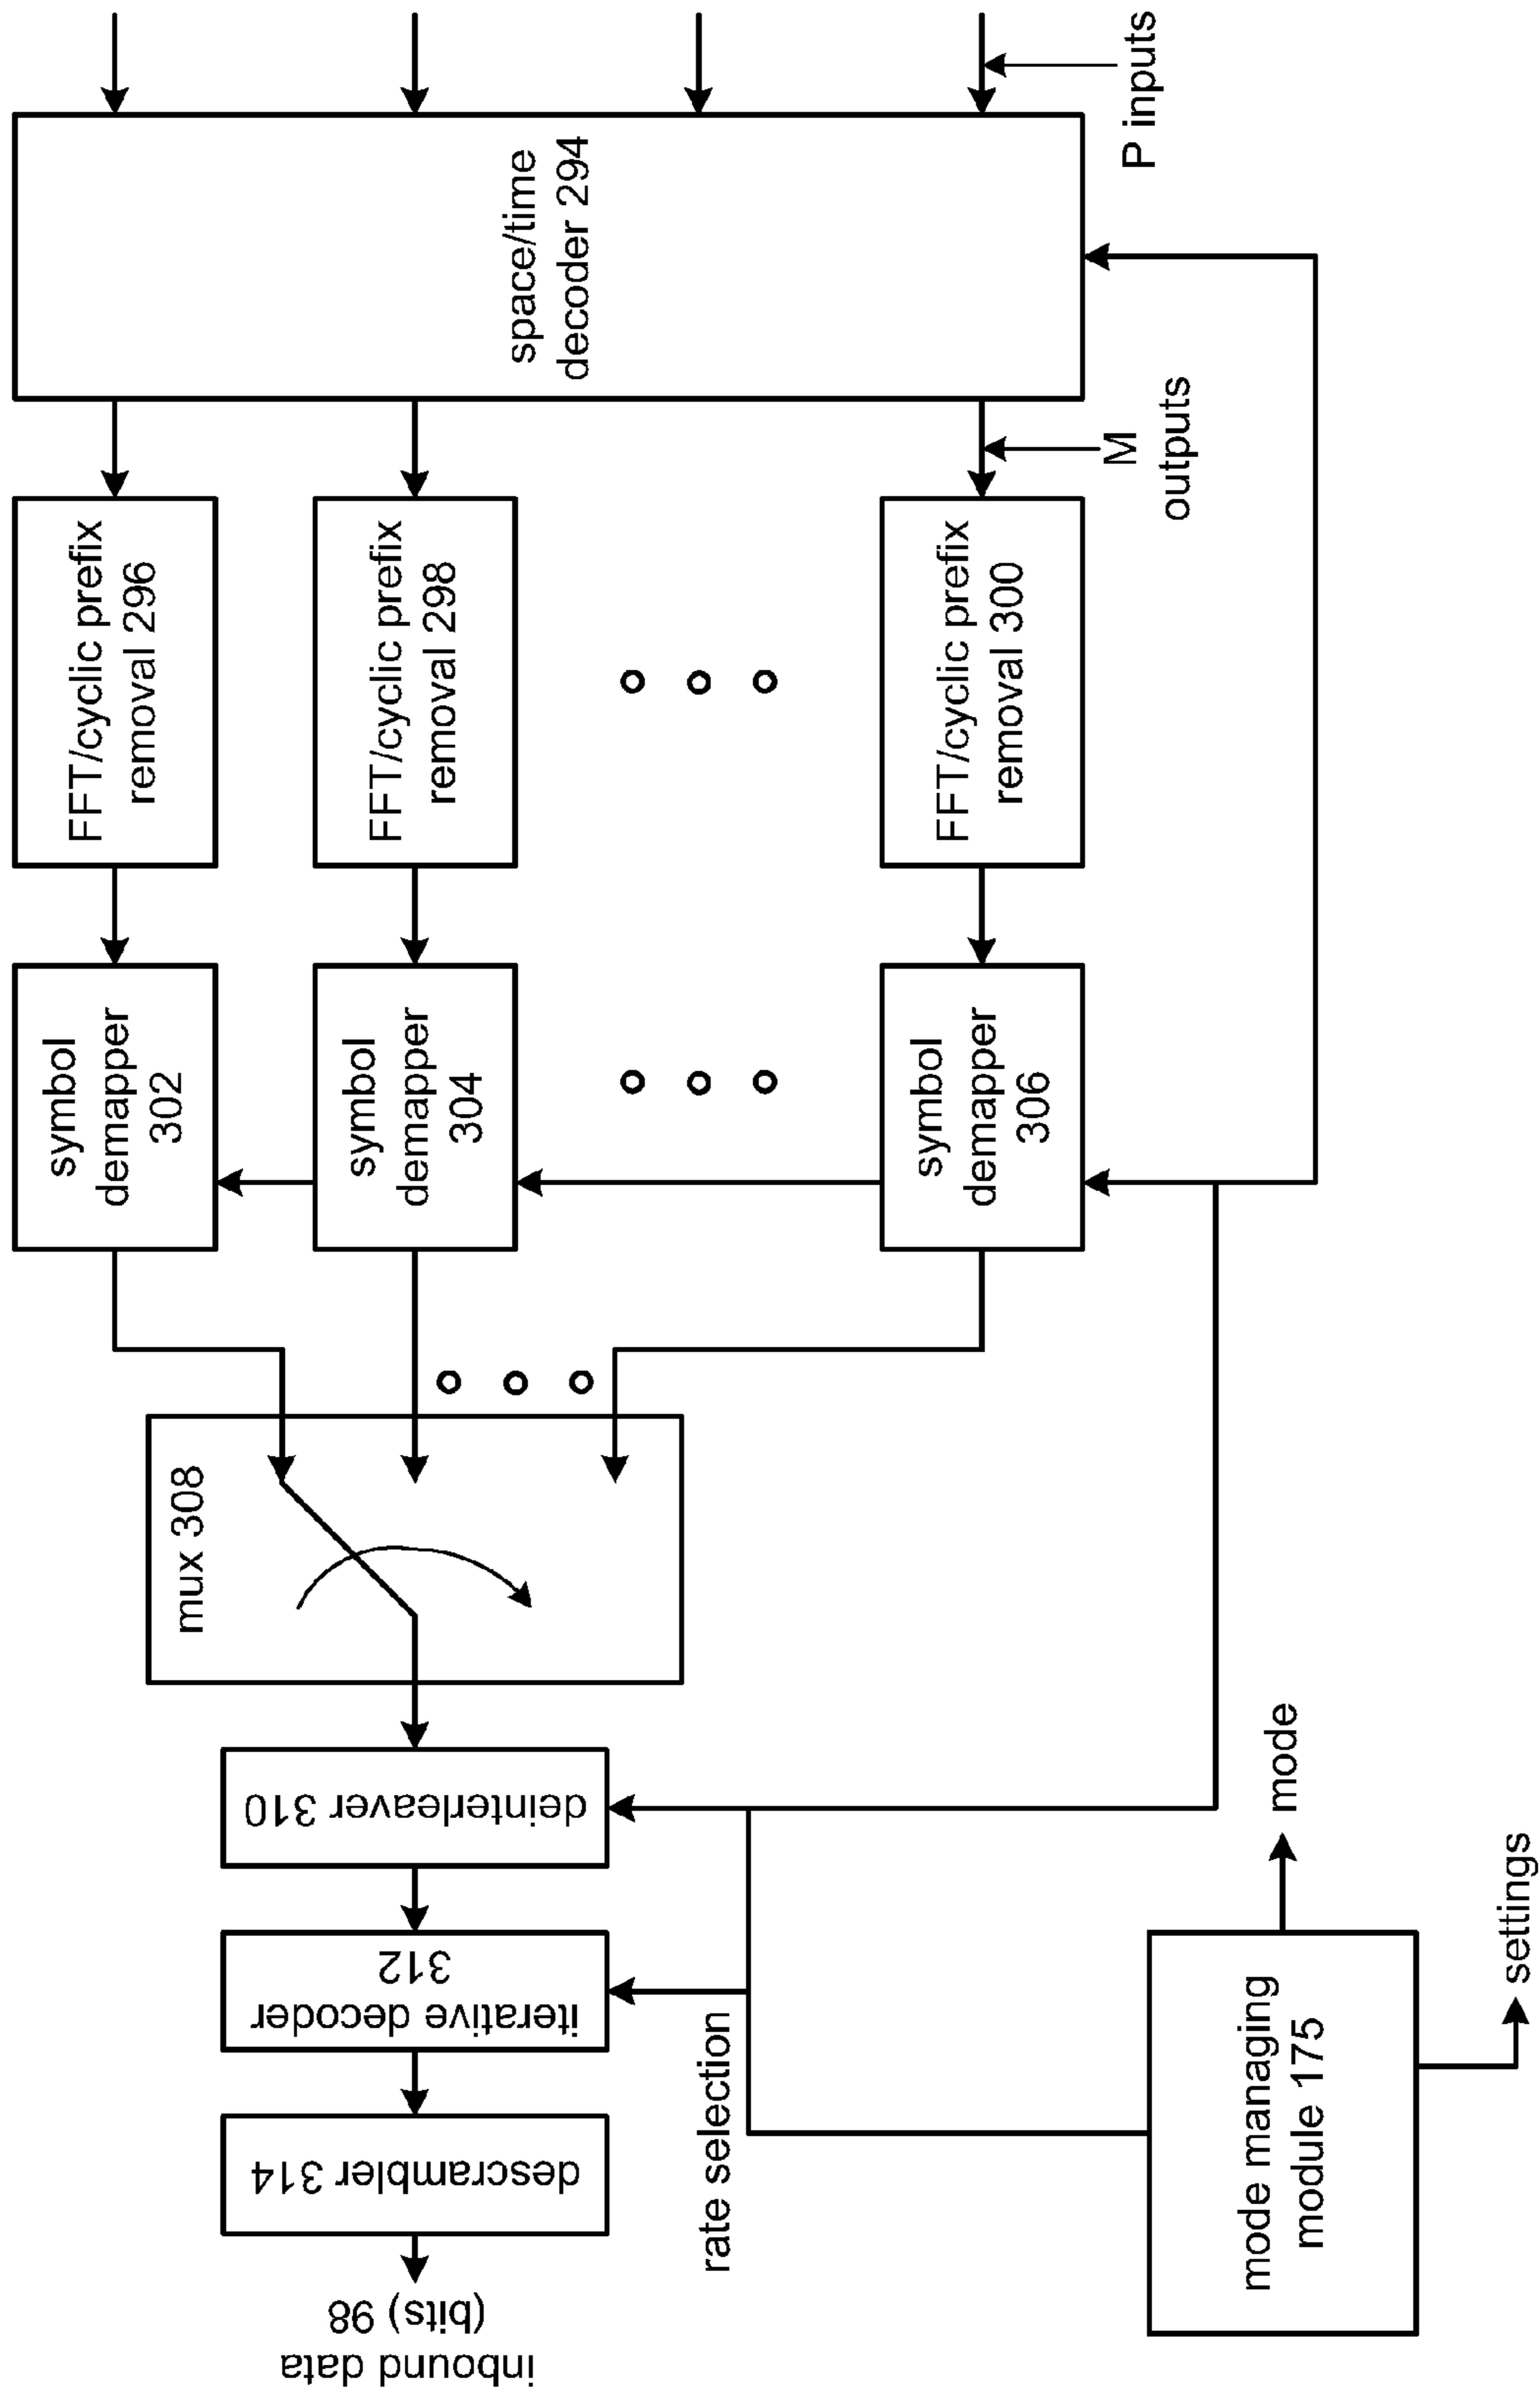 inbound data
(bits) 98
descrambler 314
iterative decoder
312
deinterleaver 310
mux 308
symbol
demapper
302
symbol
demapper
304
symbol
demapper
306
FFT/cyclic prefix
removal 296
FFT/cyclic prefix
removal 298
FFT/cyclic prefix
removal 300
space/time
decoder 294
M
outputs
P inputs
rate selection
mode managing
module 175
mode
settings